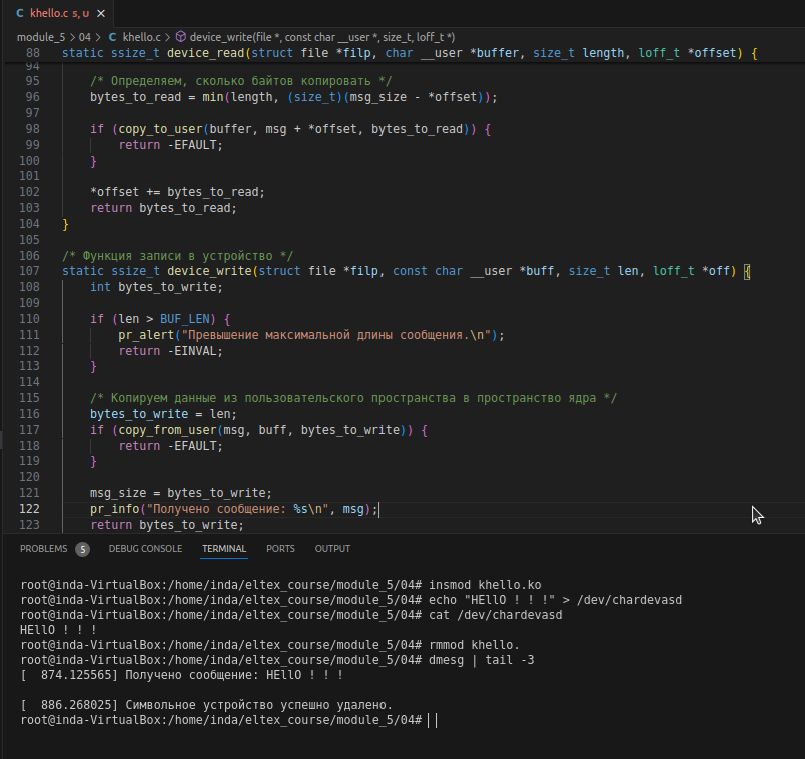 khello.c 5, U
module_5 > 04 > C khello.c > device_write(file *, const char __user *, size_t, loff_t *)
88 static ssize_t device_read(struct file *filp, char __user *buffer, size_t length, loff_t *offset) {
94
95 /* Определяем, сколько байтов копировать */
96 bytes_to_read = min(length, (size_t)(msg_size - *offset));
97
98 if (copy_to_user(buffer, msg + *offset, bytes_to_read)) {
99 return -EFAULT;
100 }
101
102 *offset += bytes_to_read;
103 return bytes_to_read;
104 }
105
106 /* Функция записи в устройство */
107 static ssize_t device_write(struct file *filp, const char __user *buff, size_t len, loff_t *off) {
108 int bytes_to_write;
109
110 if (len > BUF_LEN) {
111 pr_alert("Превышение максимальной длины сообщения.\n");
112 return -EINVAL;
113 }
114
115 /* Копируем данные из пользовательского пространства в пространство ядра */
116 bytes_to_write = len;
117 if (copy_from_user(msg, buff, bytes_to_write)) {
118 return -EFAULT;
119 }
120
121 msg_size = bytes_to_write;
122 pr_info("Получено сообщение: %s\n", msg);
123 return bytes_to_write;
PROBLEMS 5 DEBUG CONSOLE TERMINAL PORTS OUTPUT
root@inda-VirtualBox:/home/inda/eltex_course/module_5/04# insmod khello.ko
root@inda-VirtualBox:/home/inda/eltex_course/module_5/04# echo "HEllO ! ! !" > /dev/chardevasd
root@inda-VirtualBox:/home/inda/eltex_course/module_5/04# cat /dev/chardevasd
HEllO ! ! !
root@inda-VirtualBox:/home/inda/eltex_course/module_5/04# rmmod khello.
root@inda-VirtualBox:/home/inda/eltex_course/module_5/04# dmesg | tail -3
[  874.125565] Получено сообщение: HEllO ! ! !
[  886.268025] Символьное устройство успешно удалено.
root@inda-VirtualBox:/home/inda/eltex_course/module_5/04#